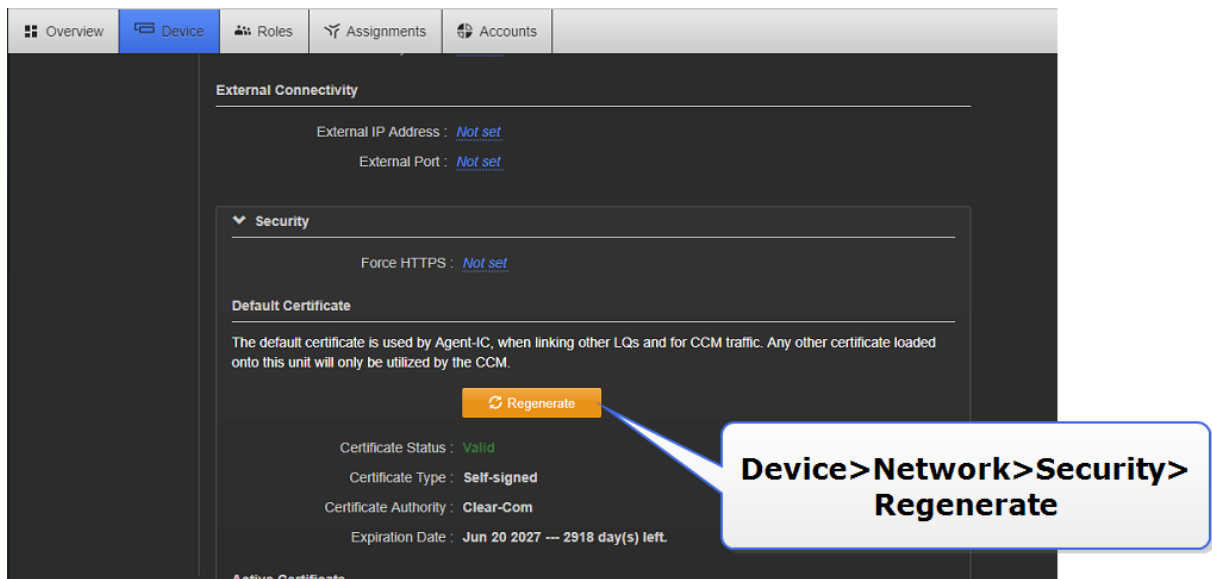 Overview Device Roles Assignments Accounts
External Connectivity
External IP Address : Not set
External Port : Not set
Security
Force HTTPS : Not set
Default Certificate
The default certificate is used by Agent-IC, when linking other LQs and for CCM traffic. Any other certificate loaded
onto this unit will only be utilized by the CCM.
Regenerate
Certificate Status : Valid
Certificate Type : Self-signed
Certificate Authority : Clear-Com
Expiration Date : Jun 20 2027 --- 2918 day(s) left.
Device>Network>Security>
Regenerate
Active Certificate